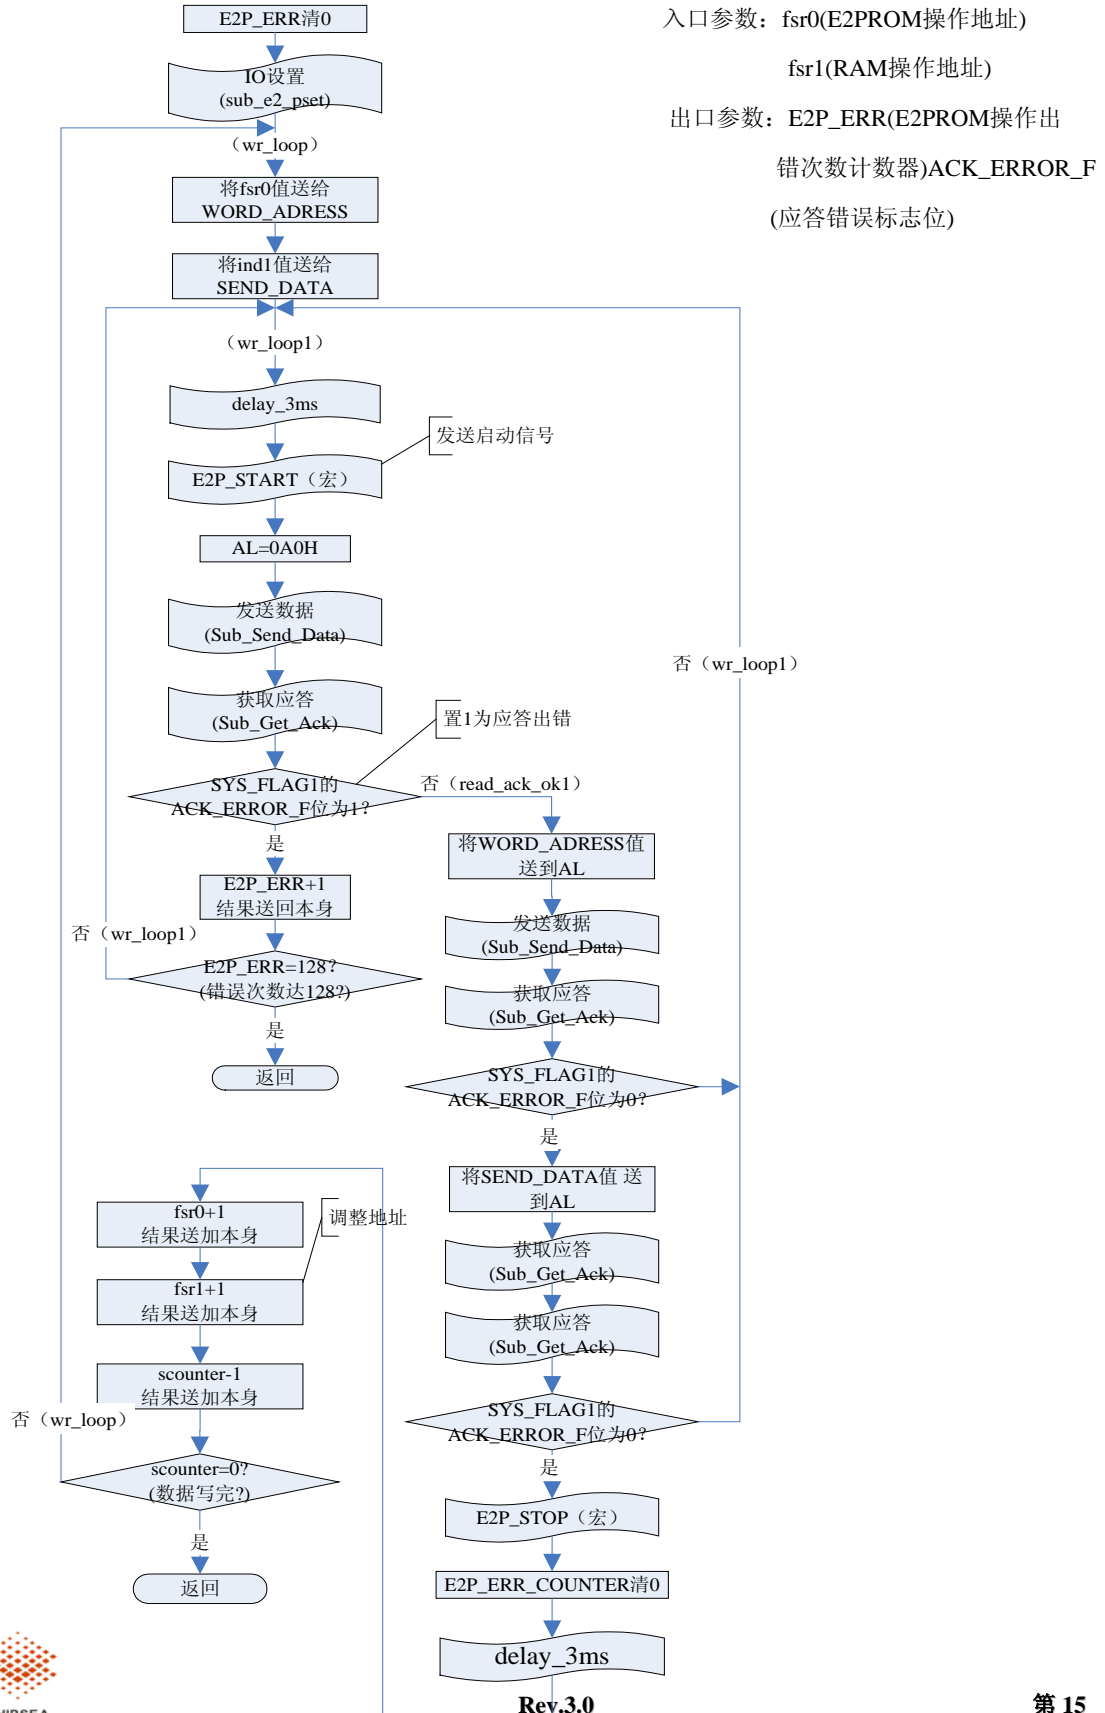 E2P_ERR清0
IO设置
(sub_e2_pset)
（wr_loop）
将fsr0值送给
WORD_ADRESS
将ind1值送给
SEND_DATA
（wr_loop1）
delay_3ms
发送启动信号
E2P_START（宏）
AL=0A0H
发送数据
(Sub_Send_Data)
获取应答
(Sub_Get_Ack)
置1为应答出错
SYS_FLAG1的
ACK_ERROR_F位为1?
是
E2P_ERR+1
结果送回本身
否（wr_loop1）
E2P_ERR=128?
(错误次数达128?)
是
返回
入口参数：fsr0(E2PROM操作地址)
fsr1(RAM操作地址)
出口参数：E2P_ERR(E2PROM操作出
错次数计数器)ACK_ERROR_F
(应答错误标志位)
否（wr_loop1）
否（read_ack_ok1）
将WORD_ADRESS值
送到AL
发送数据
(Sub_Send_Data)
获取应答
(Sub_Get_Ack)
SYS_FLAG1的
ACK_ERROR_F位为0?
是
将SEND_DATA值 送
到AL
获取应答
(Sub_Get_Ack)
获取应答
(Sub_Get_Ack)
SYS_FLAG1的
ACK_ERROR_F位为0?
是
E2P_STOP（宏）
E2P_ERR_COUNTER清0
delay_3ms
fsr0+1
结果送加本身
调整地址
fsr1+1
结果送加本身
scounter-1
结果送加本身
否（wr_loop）
scounter=0?
(数据写完?)
是
返回
Rev.3.0
第 15